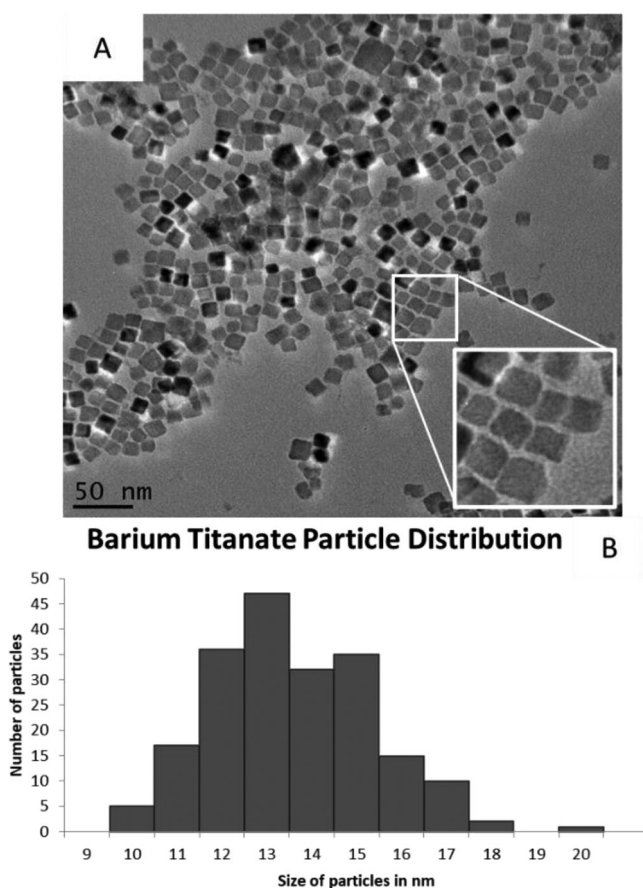 A
50 nm
Barium Titanate Particle Distribution
B
Number of particles
50
45
40
35
30
25
20
15
10
5
0
9 10 11 12 13 14 15 16 17 18 19 20
Size of particles in nm